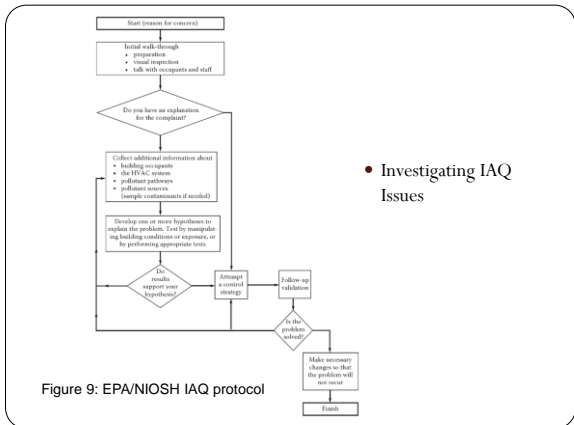 Start (reason for concern)
Initial walk-through
• preparation
• visual inspection
• talk with occupants and staff
Do you have an explanation
for the complaint?
Collect additional information about
• building occupants
• the HVAC system
• pollutant pathways
• pollutant sources
(sample contaminants if needed)
Develop one or more hypotheses to
explain the problem. Test by manipulat-
ing building conditions or exposure, or
by performing appropriate tests
Do
results
support your
hypothesis?
Attempt
a control
strategy
Follow-up
validation
Is the
problem
solved?
Make necessary
changes so that
the problem will
not recur
Finish
Figure 9: EPA/NIOSH IAQ protocol
• Investigating IAQ
Issues